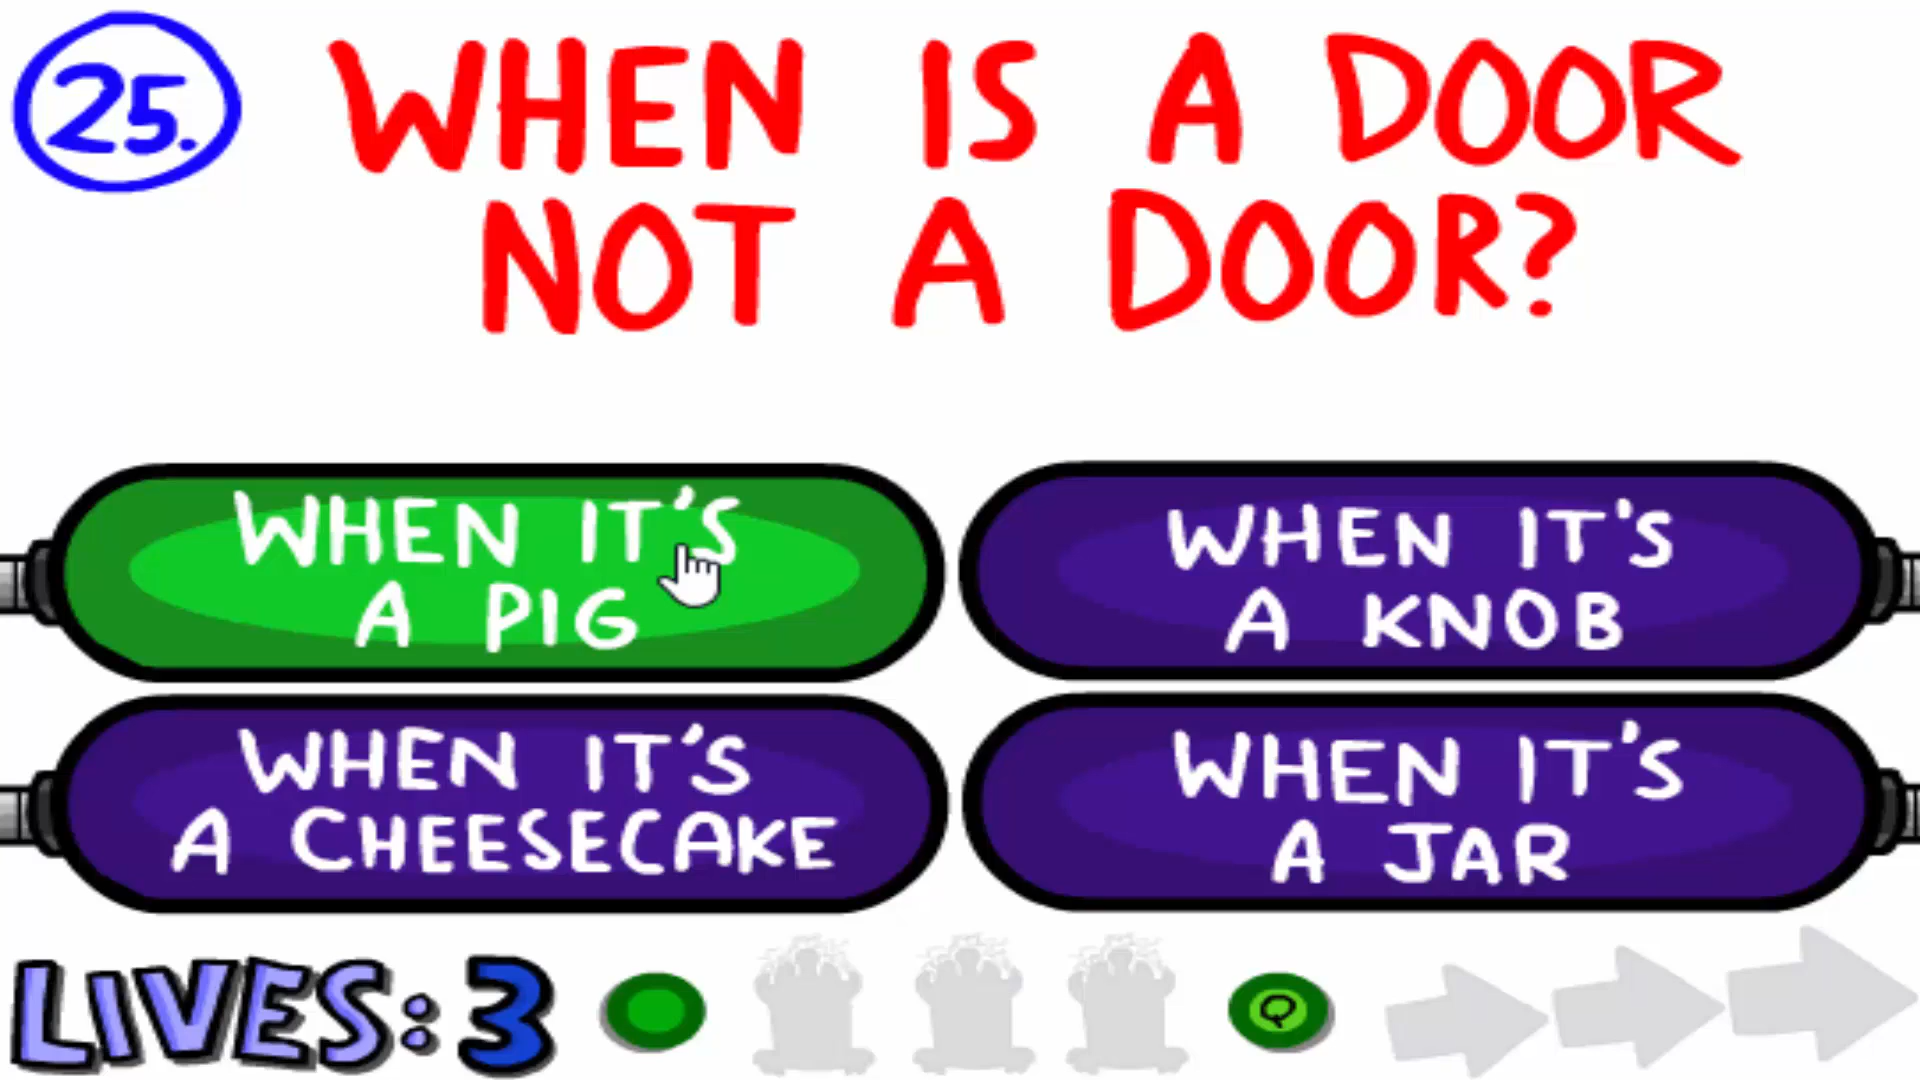 25.
WHEN IS A DOOR
NOT A DOOR?
WHEN IT'S
A PIG
WHEN IT'S
A KNOB
WHEN IT'S
A CHEESECAKE
WHEN IT'S
A JAR
LIVES: 3
Q